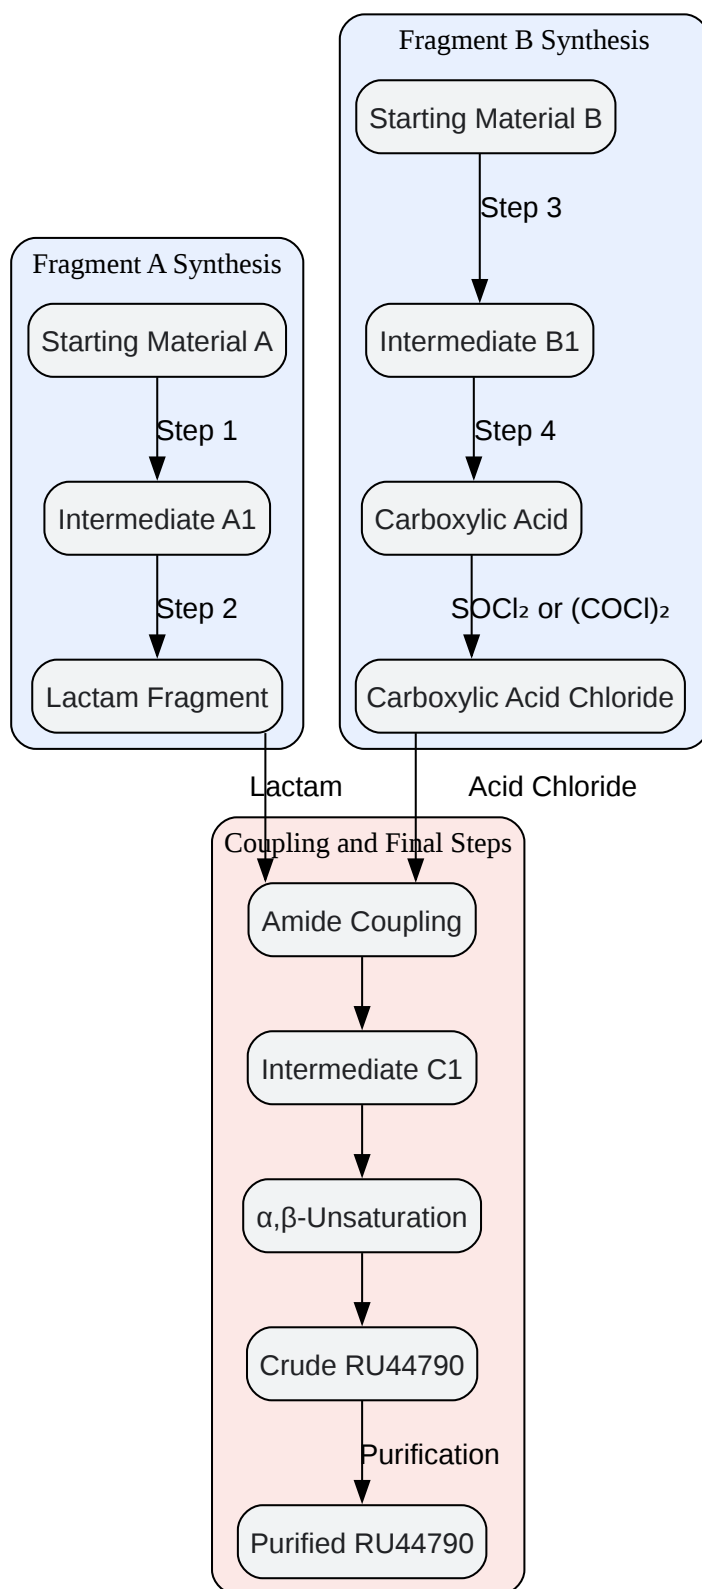 Fragment B Synthesis
Starting Material B
Step 3
Intermediate B1
Step 4
Carboxylic Acid
SOCl₂ or (COCl)₂
Carboxylic Acid Chloride
Acid Chloride
Fragment A Synthesis
Starting Material A
Step 1
Intermediate A1
Step 2
Lactam Fragment
Lactam
Coupling and Final Steps
Amide Coupling
Intermediate C1
α,β-Unsaturation
Crude RU44790
Purification
Purified RU44790